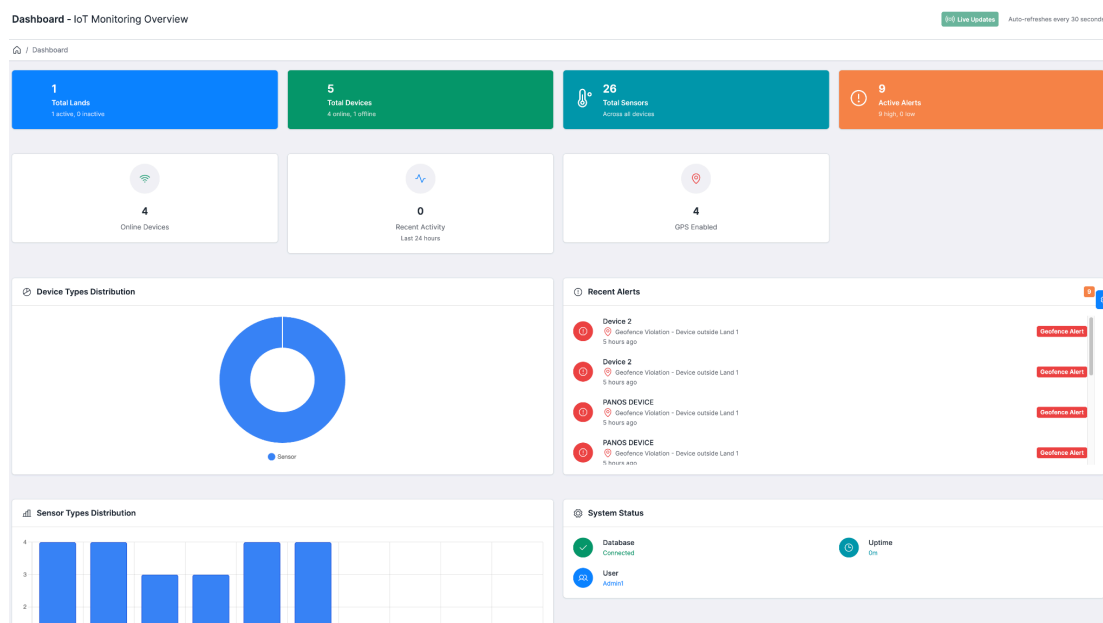 Dashboard - IoT Monitoring Overview
Live Updates
Auto-refreshes every 30 seconds
/ Dashboard
1
Total Lands
1 active, 0 inactive
5
Total Devices
4 online, 1 offline
26
Total Sensors
Across all devices
9
Active Alerts
9 high, 0 low
4
Online Devices
0
Recent Activity
Last 24 hours
4
GPS Enabled
Device Types Distribution
Sensor
Recent Alerts
9
Device 2
Geofence Violation - Device outside Land 1
5 hours ago
Geofence Alert
Device 2
Geofence Violation - Device outside Land 1
5 hours ago
Geofence Alert
PANOS DEVICE
Geofence Violation - Device outside Land 1
5 hours ago
Geofence Alert
PANOS DEVICE
Geofence Violation - Device outside Land 1
5 hours ago
Geofence Alert
Sensor Types Distribution
4
3
2
System Status
Database
Connected
Uptime
0m
User
Admin1